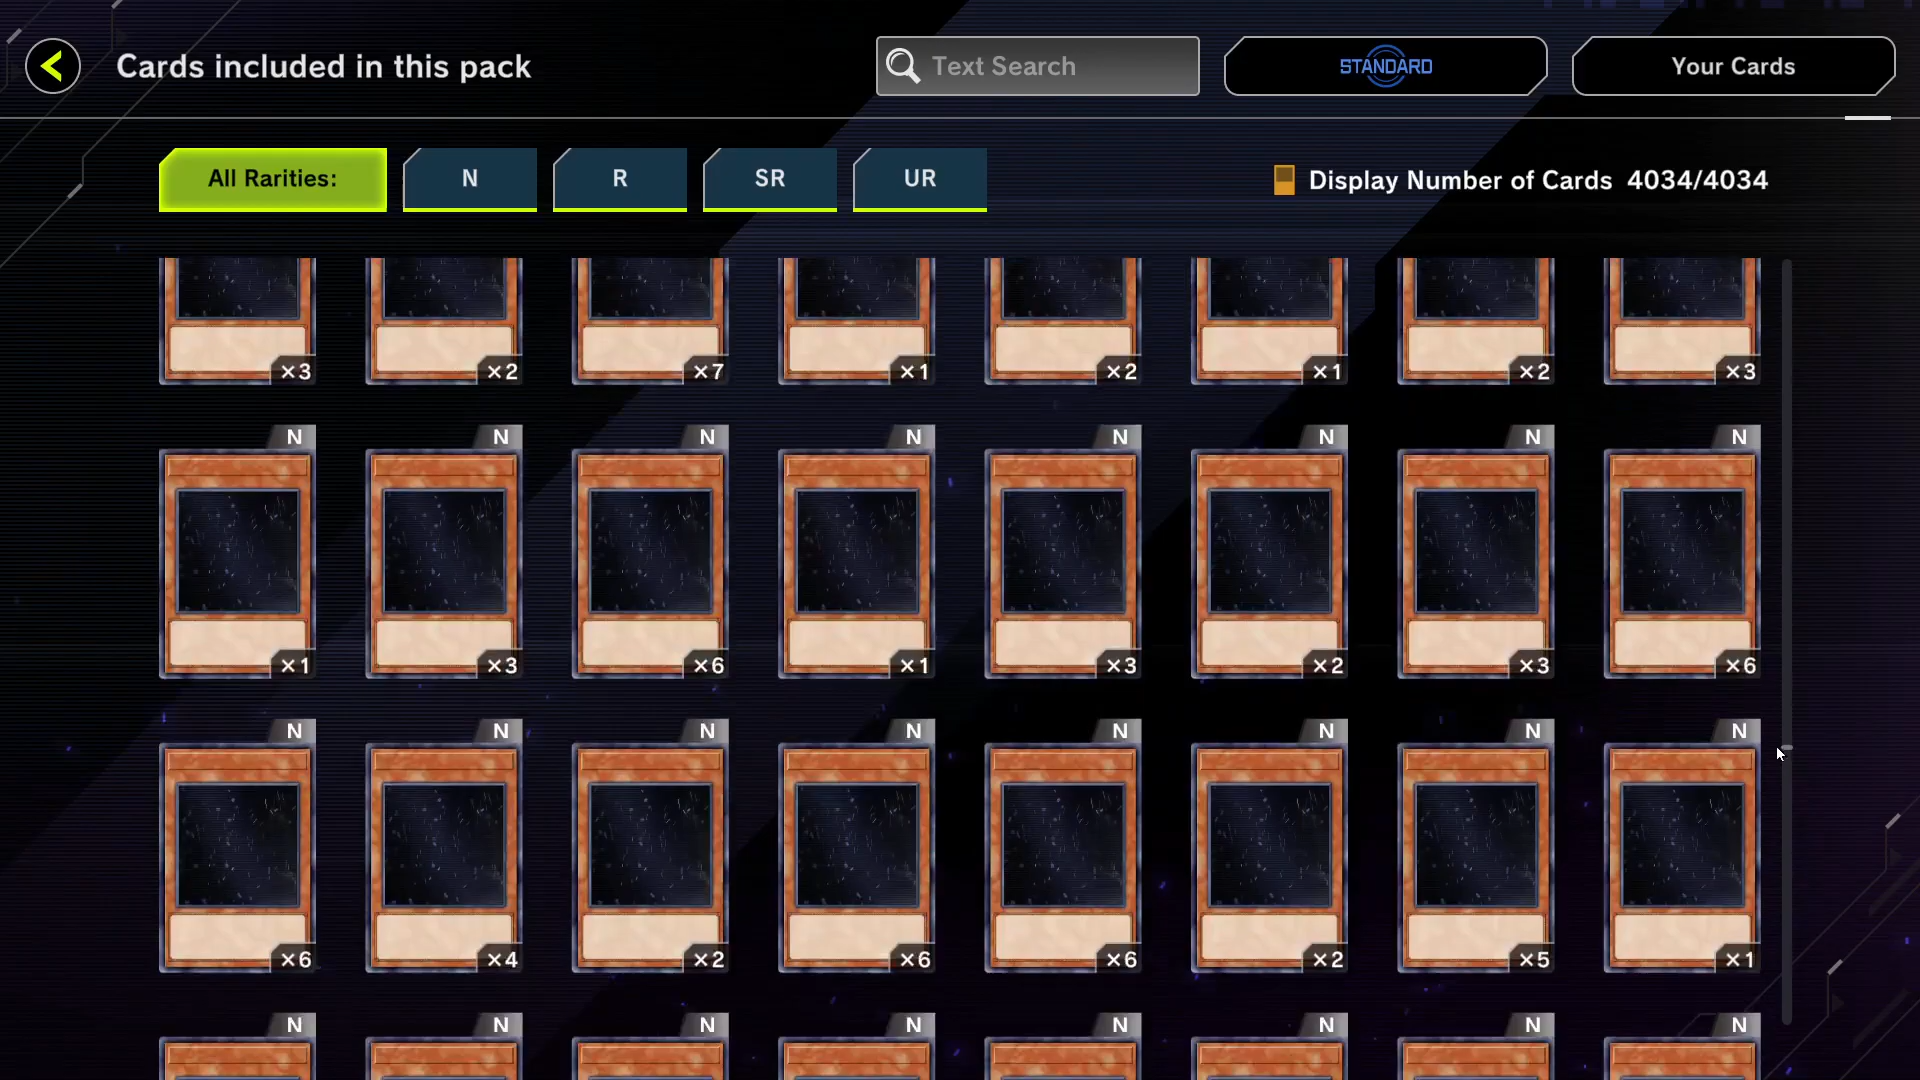 Cards included in this pack
Text Search
STANDARD
Your Cards
All Rarities:
N
R
SR
UR
Display Number of Cards 4034/4034
×3 ×2 ×7 ×1 ×2 ×1 ×2 ×3
N N N N N N N N
×1 ×3 ×6 ×1 ×3 ×2 ×3 ×6
N N N N N N N N
×6 ×4 ×2 ×6 ×6 ×2 ×5 ×1
N N N N N N N N